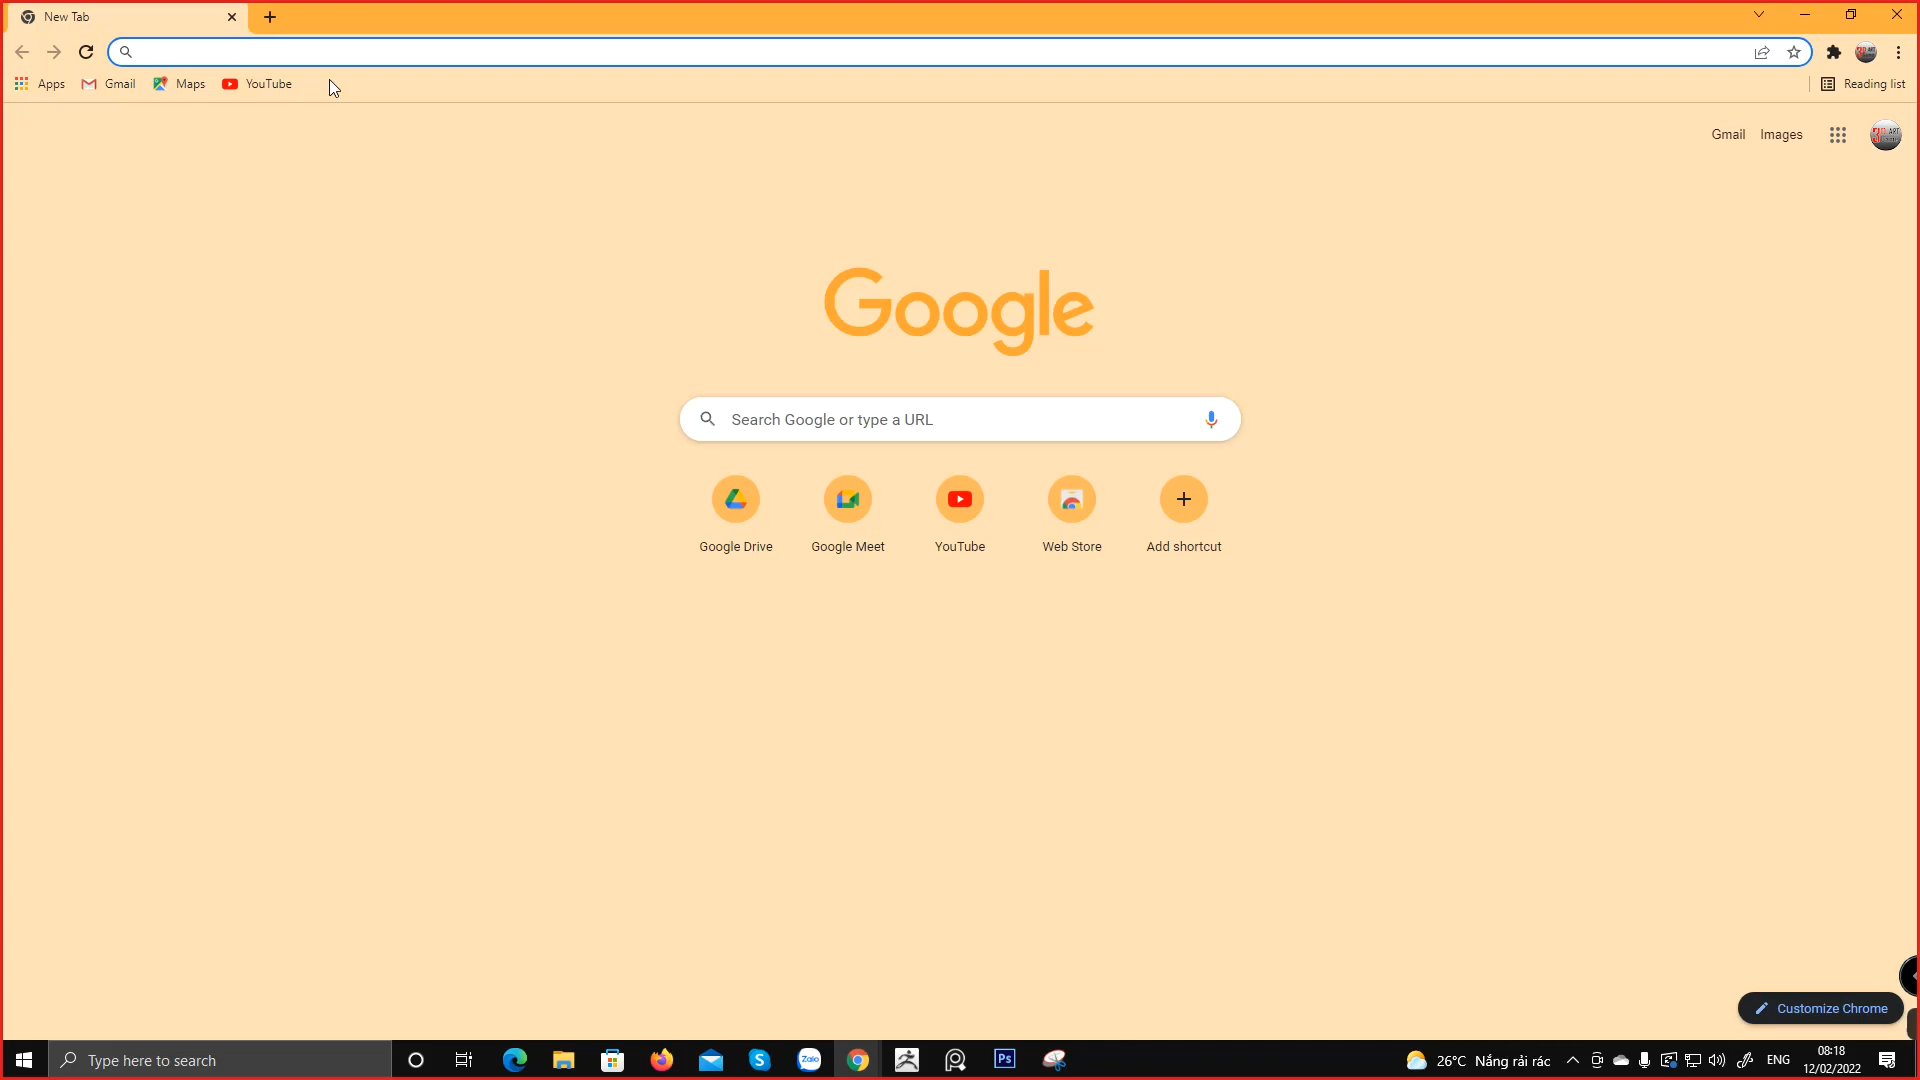 New Tab
Apps Gmail Maps YouTube Reading list
Gmail Images
Google
Search Google or type a URL
Google Drive Google Meet YouTube Web Store Add shortcut
Customize Chrome
Type here to search Zalo Ps 26°C Nắng rải rác ENG 08:18
12/02/2022